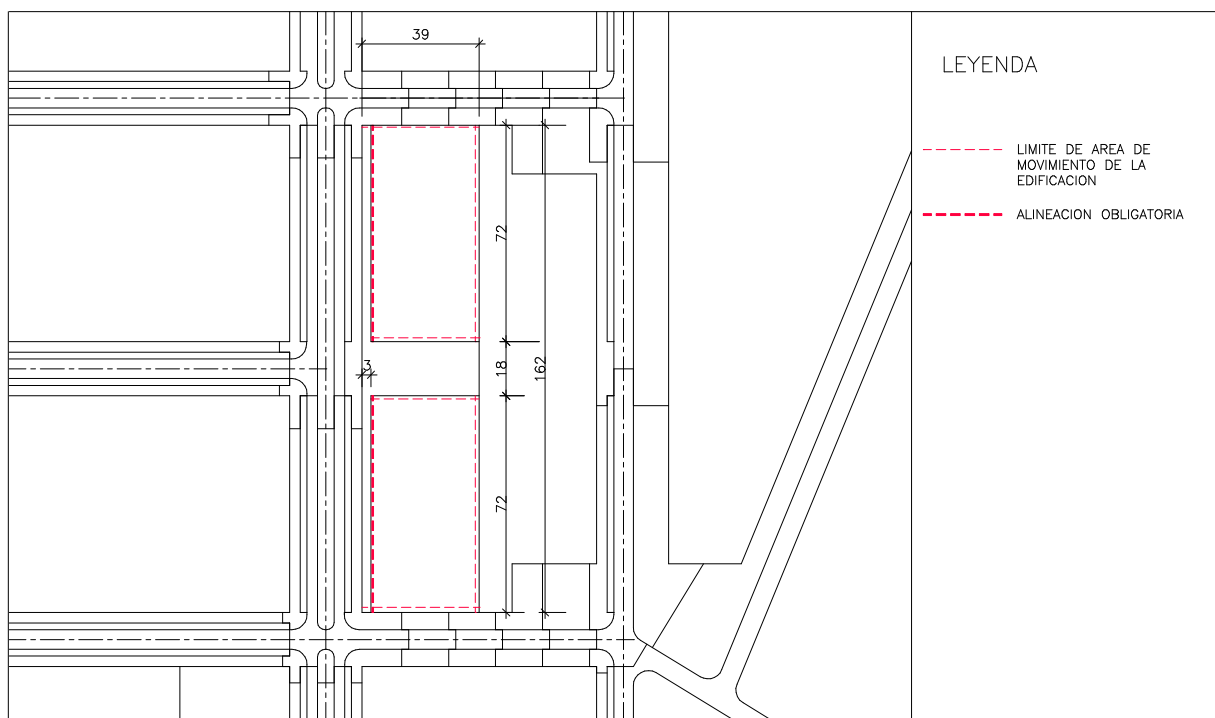 39
LEYENDA
LIMITE DE AREA DE
MOVIMIENTO DE LA
EDIFICACION
ALINEACION OBLIGATORIA
72
3
18
162
72